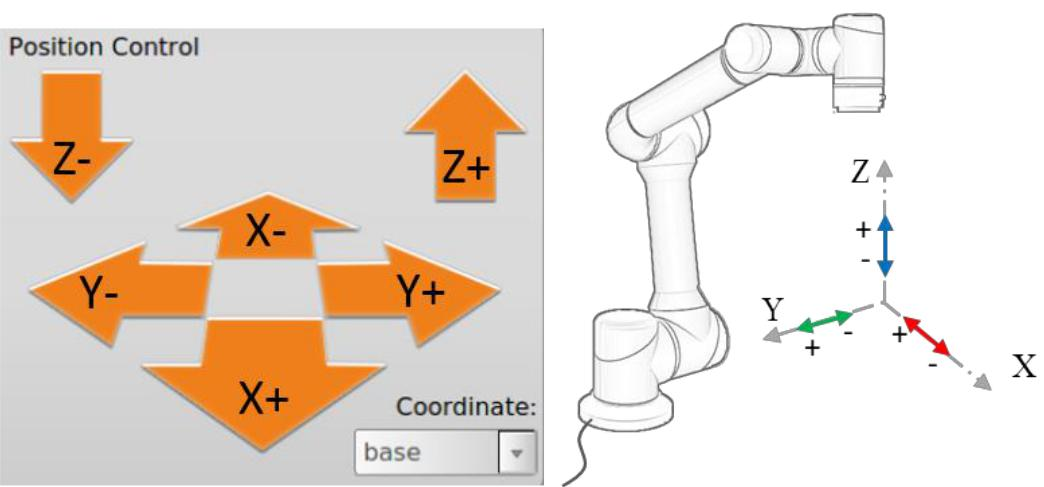 Position Control
Z-
Z+
X-
Y-
Y+
X+
Coordinate:
base
Z
+
-
Y
+
-
+
-
X